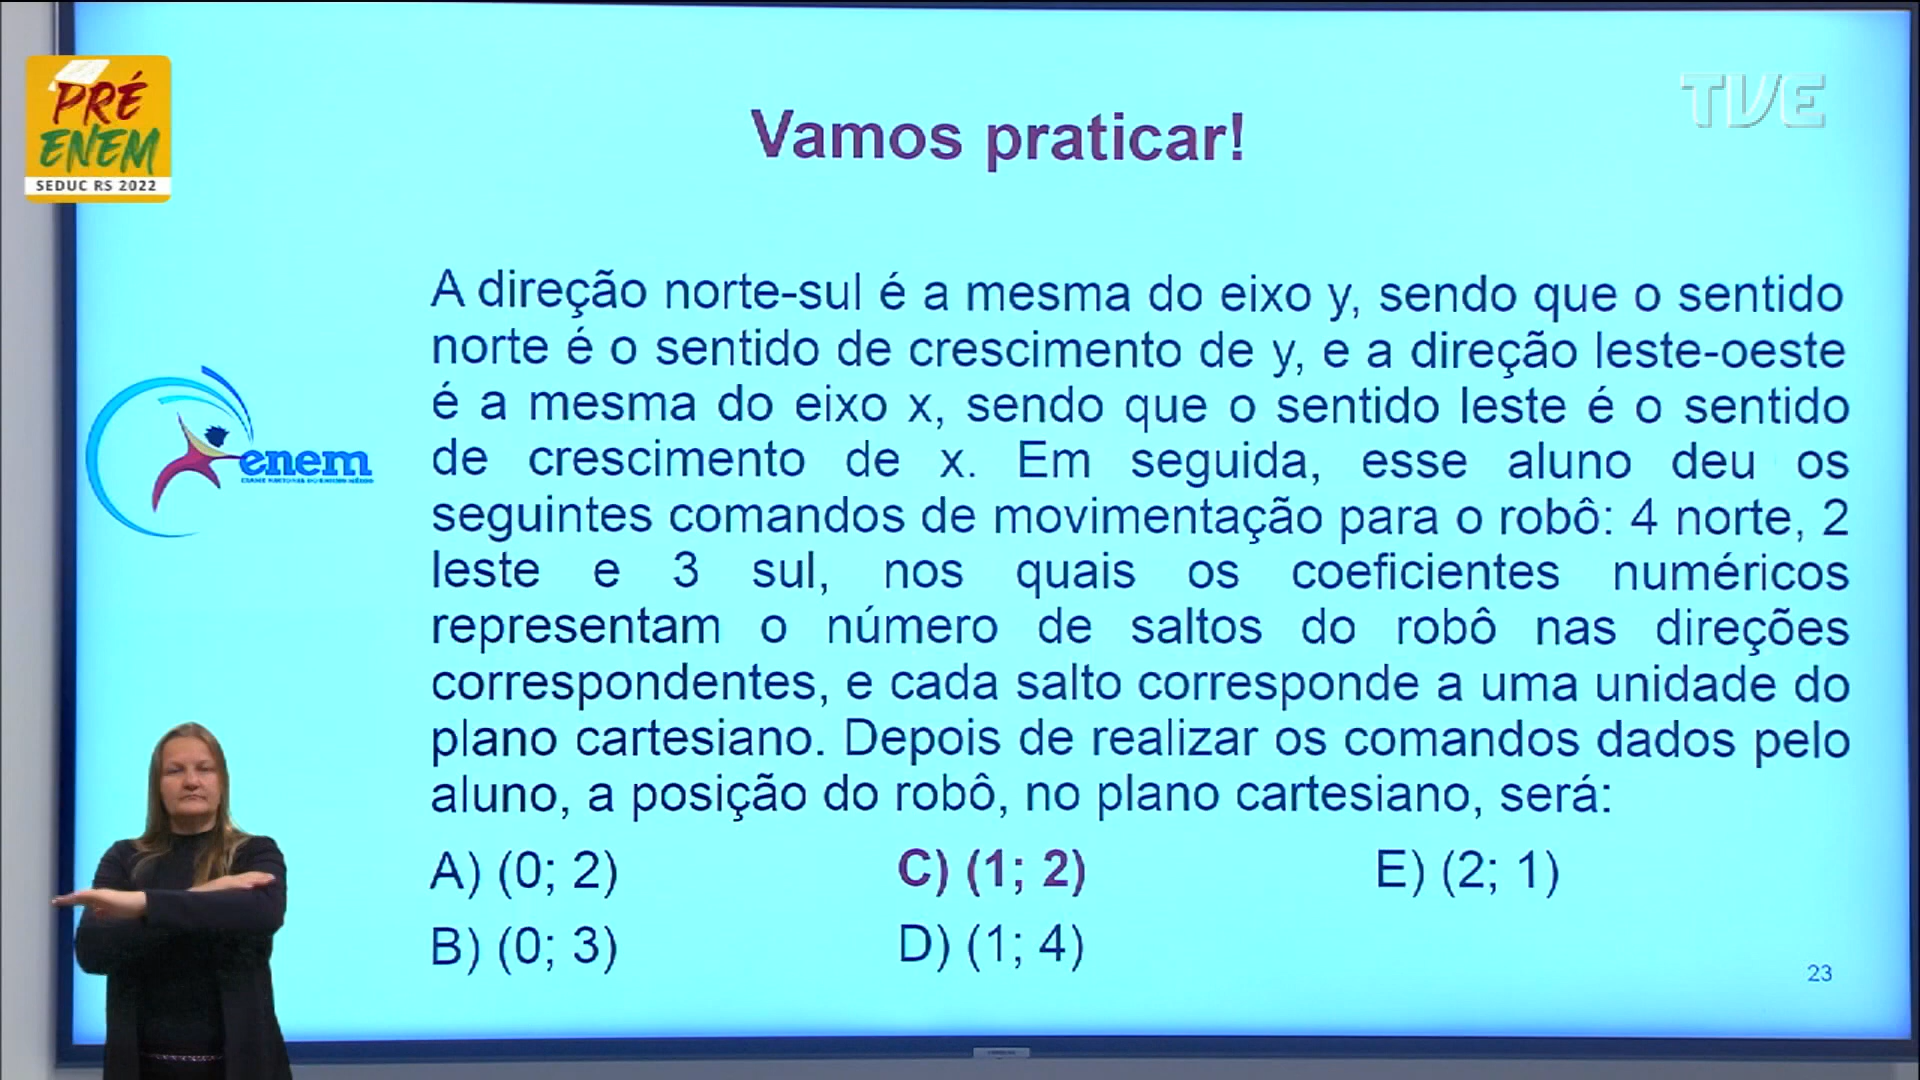 PRÉ
ENEM
SEDUC RS 2022
TVE
Vamos praticar!
A direção norte-sul é a mesma do eixo y, sendo que o sentido
norte é o sentido de crescimento de y, e a direção leste-oeste
é a mesma do eixo x, sendo que o sentido leste é o sentido
de crescimento de x. Em seguida, esse aluno deu os
seguintes comandos de movimentação para o robô: 4 norte, 2
leste e 3 sul, nos quais os coeficientes numéricos
representam o número de saltos do robô nas direções
correspondentes, e cada salto corresponde a uma unidade do
plano cartesiano. Depois de realizar os comandos dados pelo
aluno, a posição do robô, no plano cartesiano, será:
enem
EXAME NACIONAL DO ENSINO MÉDIO
A) (0; 2) C) (1; 2) E) (2; 1)
B) (0; 3) D) (1; 4)
23